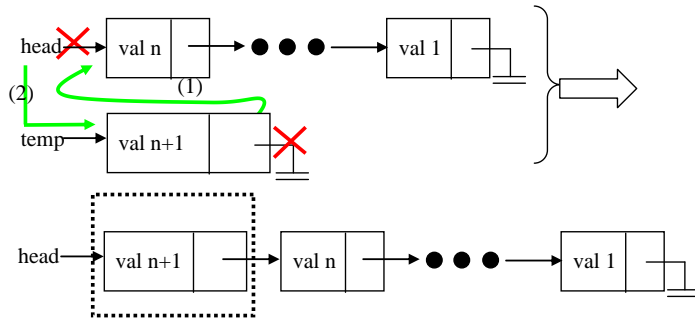 head val n val 1
(1)
(2)
temp val n+1
head val n+1 val n val 1